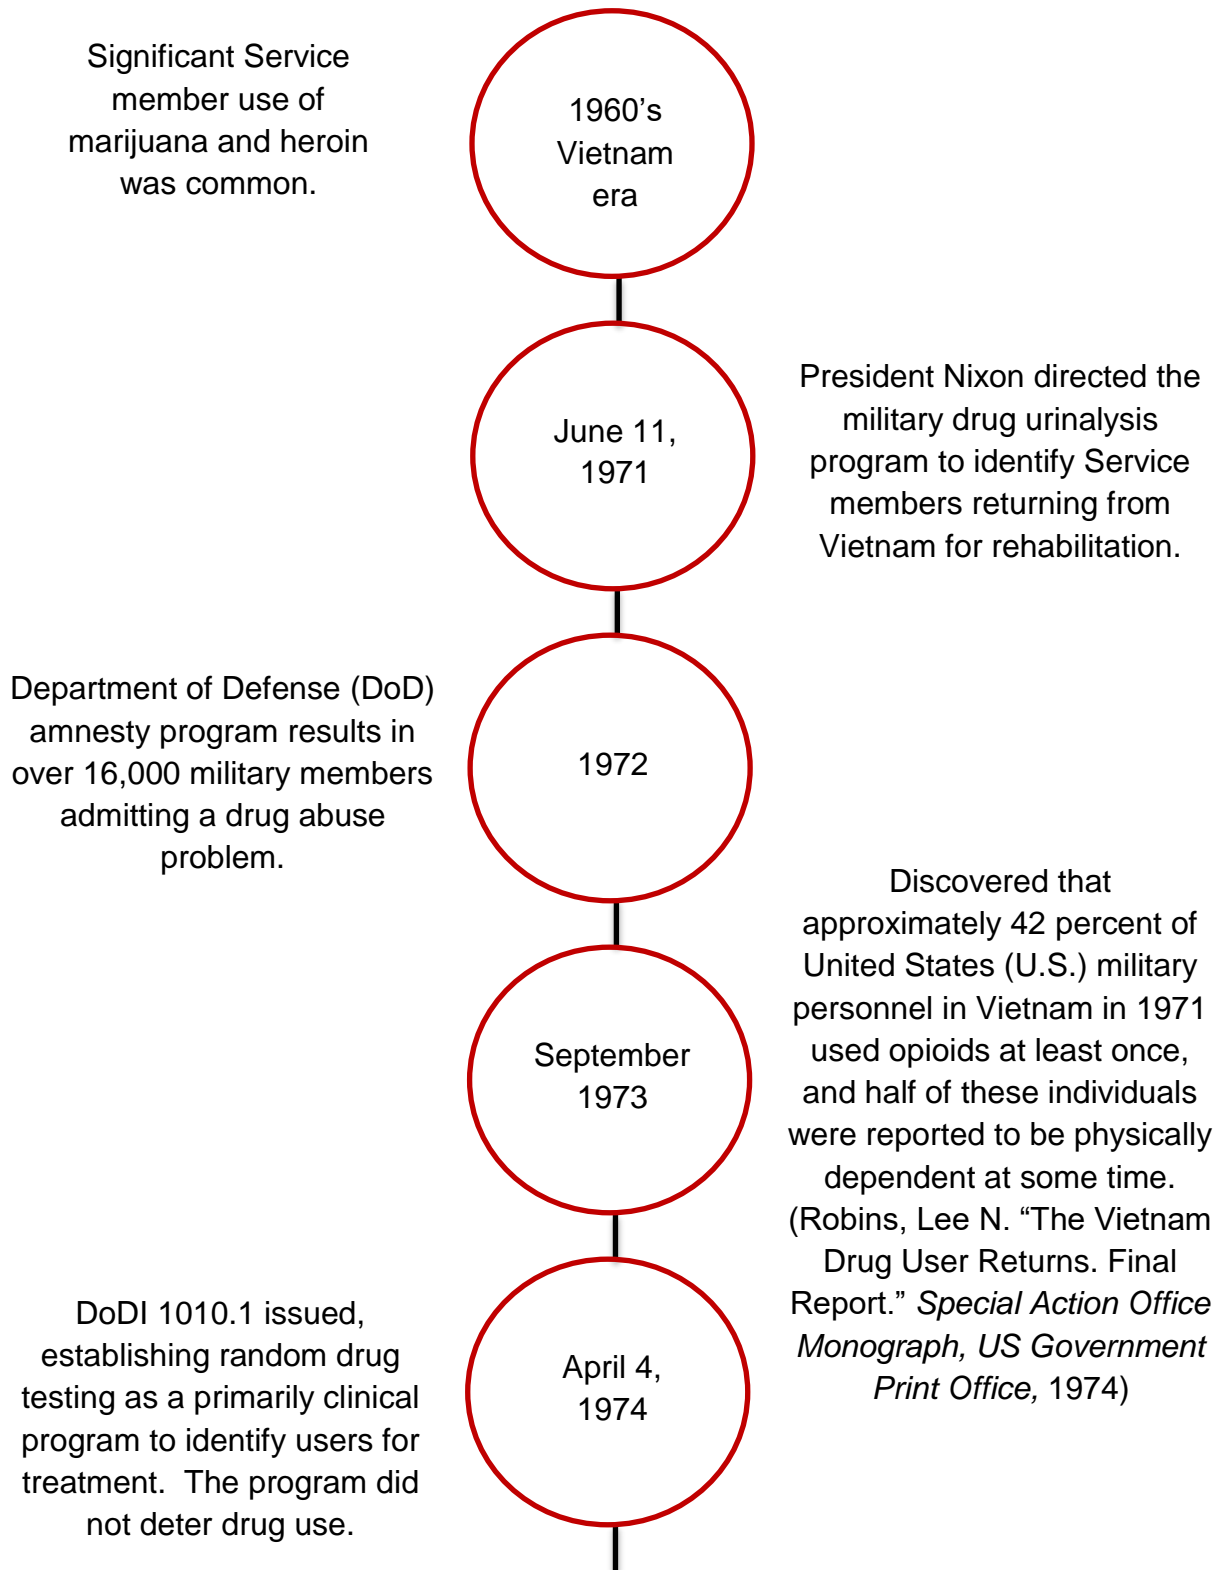 Significant Service
member use of
marijuana and heroin
was common.
1960’s
Vietnam
era
June 11,
1971
President Nixon directed the
military drug urinalysis
program to identify Service
members returning from
Vietnam for rehabilitation.
Department of Defense (DoD)
amnesty program results in
over 16,000 military members
admitting a drug abuse
problem.
1972
September
1973
Discovered that
approximately 42 percent of
United States (U.S.) military
personnel in Vietnam in 1971
used opioids at least once,
and half of these individuals
were reported to be physically
dependent at some time.
(Robins, Lee N. “The Vietnam
Drug User Returns. Final
Report.” Special Action Office
Monograph, US Government
Print Office, 1974)
DoDI 1010.1 issued,
establishing random drug
testing as a primarily clinical
program to identify users for
treatment.  The program did
not deter drug use.
April 4,
1974